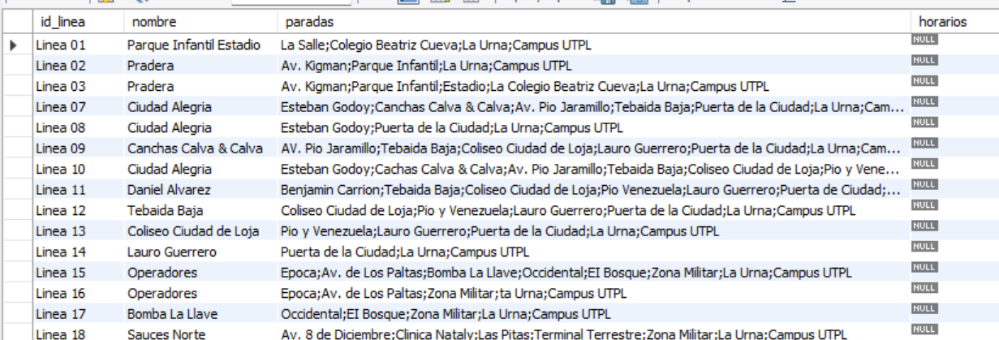 id_linea nombre paradas horarios
Linea 01 Parque Infantil Estadio La Salle;Colegio Beatriz Cueva;La Urna;Campus UTPL NULL
Linea 02 Pradera Av. Kigman;Parque Infantil;La Urna;Campus UTPL NULL
Linea 03 Pradera Av. Kigman;Parque Infantil;Estadio;La Colegio Beatriz Cueva;La Urna;Campus UTPL NULL
Linea 07 Ciudad Alegria Esteban Godoy;Canchas Calva & Calva;Av. Pio Jaramillo;Tebaida Baja;Puerta de la Ciudad;La Urna;Cam... NULL
Linea 08 Ciudad Alegria Esteban Godoy;Puerta de la Ciudad;La Urna;Campus UTPL NULL
Linea 09 Canchas Calva & Calva AV. Pio Jaramillo;Tebaida Baja;Coliseo Ciudad de Loja;Lauro Guerrero;Puerta de la Ciudad;La Urna;Cam... NULL
Linea 10 Ciudad Alegria Esteban Godoy;Cachas Calva & Calva;Av. Pio Jaramillo;Tebaida Baja;Coliseo Ciudad de Loja;Pio y Vene... NULL
Linea 11 Daniel Alvarez Benjamin Carrion;Tebaida Baja;Coliseo Ciudad de Loja;Pio Venezuela;Lauro Guerrero;Puerta de Ciudad;... NULL
Linea 12 Tebaida Baja Coliseo Ciudad de Loja;Pio y Venezuela;Lauro Guerrero;Puerta de la Ciudad;La Urna;Campus UTPL NULL
Linea 13 Coliseo Ciudad de Loja Pio y Venezuela;Lauro Guerrero;Puerta de la Ciudad;La Urna;Campus UTPL NULL
Linea 14 Lauro Guerrero Puerta de la Ciudad;La Urna;Campus UTPL NULL
Linea 15 Operadores Epoca;Av. de Los Paltas;Bomba La Llave;Occidental;EI Bosque;Zona Militar;La Urna;Campus UTPL NULL
Linea 16 Operadores Epoca;Av. de Los Paltas;Zona Militar;ta Urna;Campus UTPL NULL
Linea 17 Bomba La Llave Occidental;EI Bosque;Zona Militar;La Urna;Campus UTPL NULL
Linea 18 Sauces Norte Av. 8 de Diciembre;Clinica Nataly;Las Pitas;Terminal Terrestre;Zona Militar;La Urna;Campus UTPL NULL